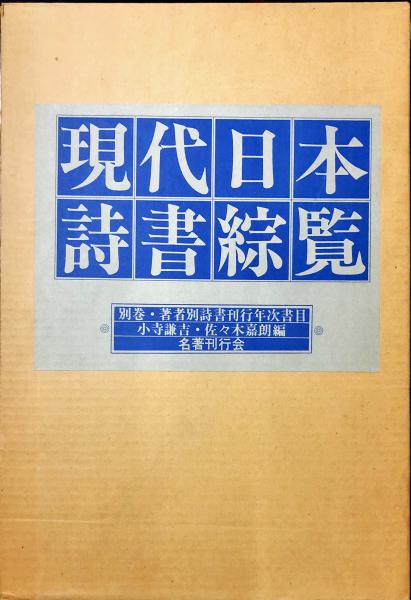 現代日本
詩書綜覧
別巻・著者別詩書刊行年次書目
小寺謙吉・佐々木嘉朗編
名著刊行会